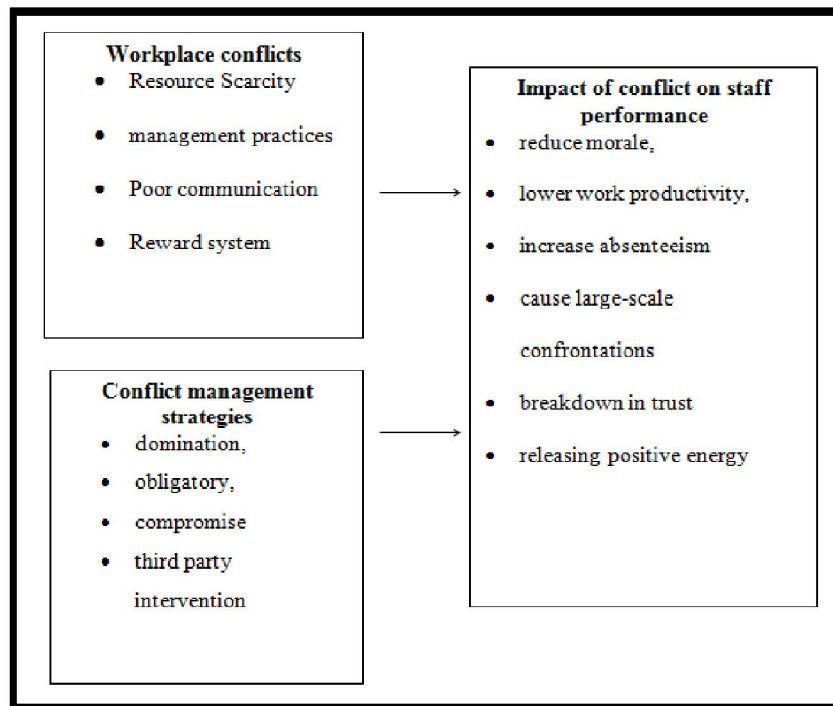 Workplace conflicts
• Resource Scarcity
• management practices
• Poor communication
• Reward system
Conflict management
strategies
• domination,
• obligatory,
• compromise
• third party
intervention
Impact of conflict on staff
performance
• reduce morale,
• lower work productivity,
• increase absenteeism
• cause large-scale
confrontations
• breakdown in trust
• releasing positive energy